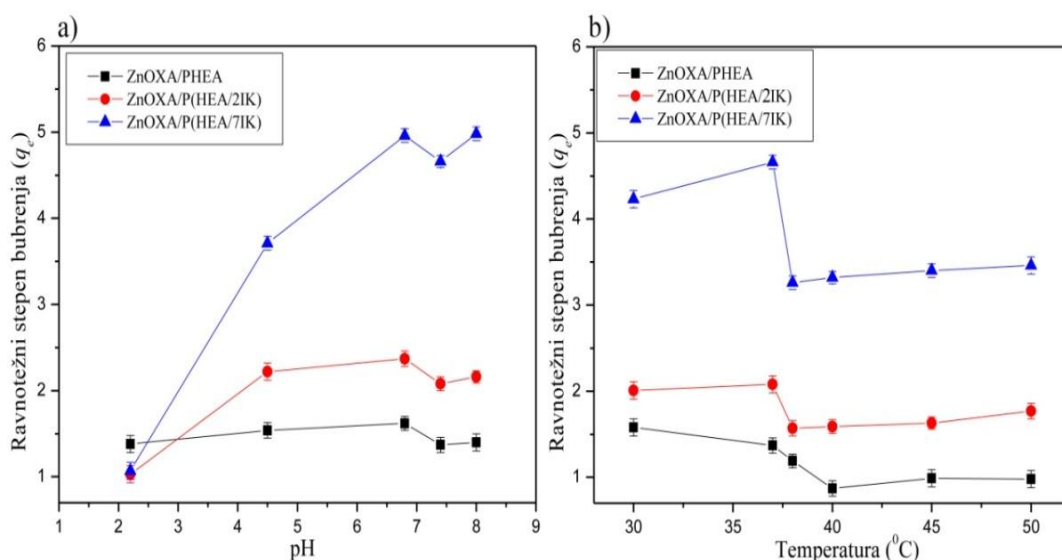 a)
ZnOXA/PHEA
ZnOXA/P(HEA/2IK)
ZnOXA/P(HEA/7IK)
Ravnotežni stepen bubrenja (qe)
6
5
4
3
2
1
1 2 3 4 5 6 7 8 9
pH
b)
ZnOXA/PHEA
ZnOXA/P(HEA/2IK)
ZnOXA/P(HEA/7IK)
Ravnotežni stepen bubrenja (qe)
6
5
4
3
2
1
30 35 40 45 50
Temperatura (⁰C)